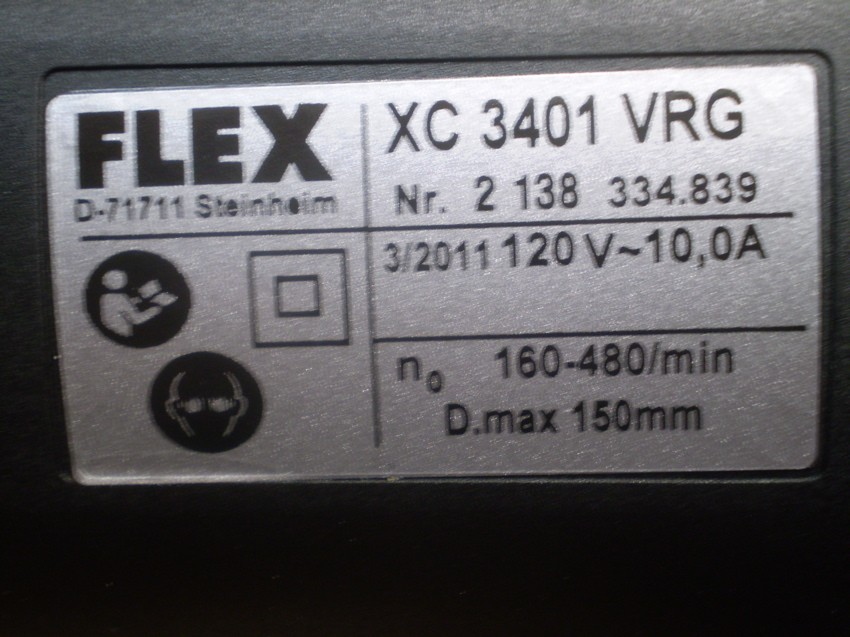 FLEX
D-71711 Steinheim
XC 3401 VRG
Nr. 2 138 334.839
3/2011 120V~10,0A
n₀ 160-480/min
D.max 150mm